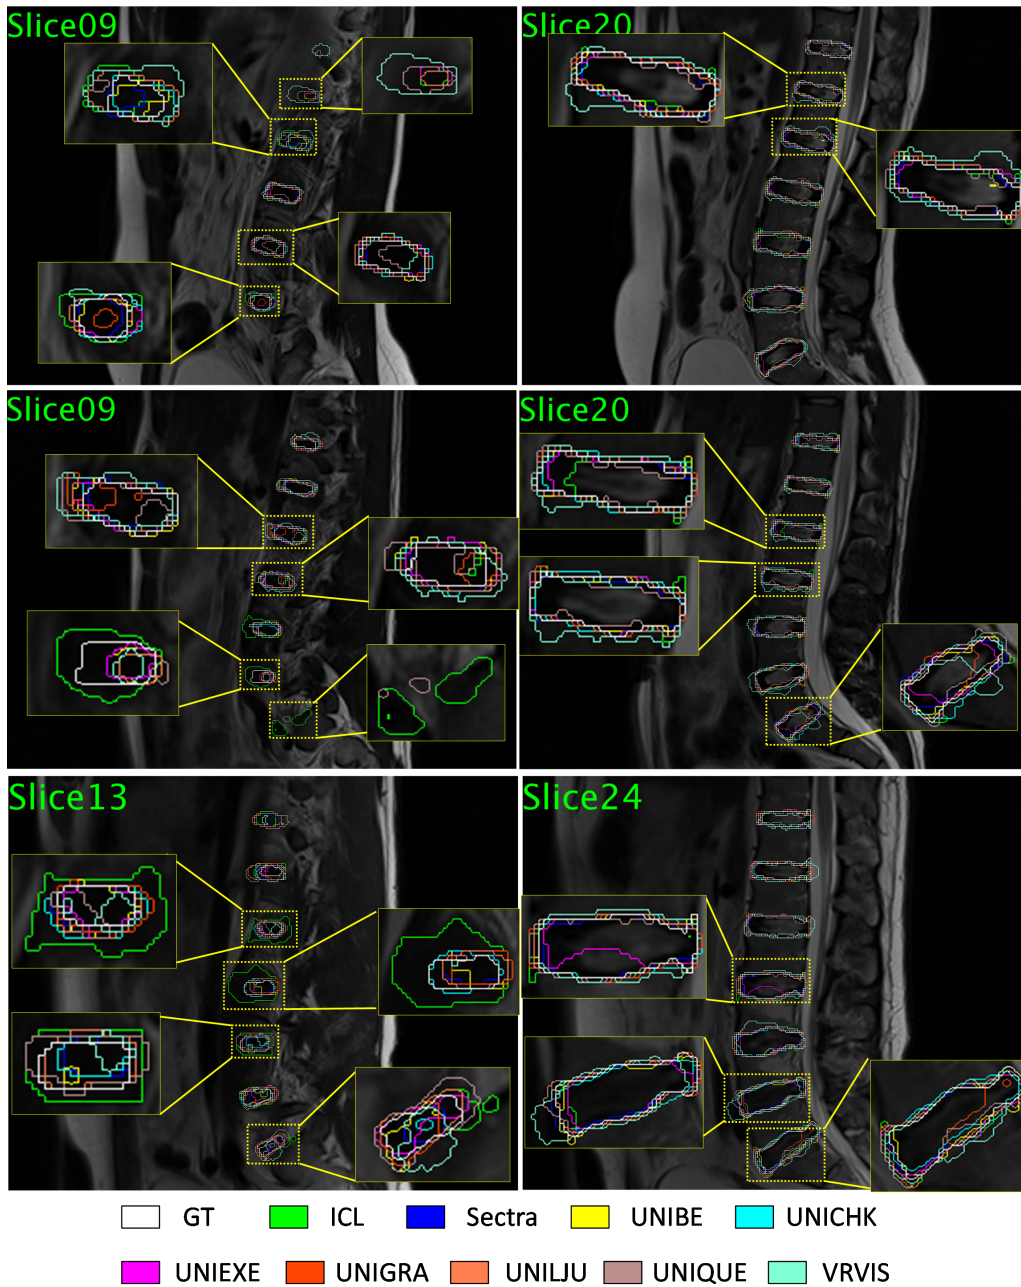 Slice09
Slice20
Slice09
Slice20
Slice13
Slice24
GT ICL Sectra UNIBE UNICHK
UNIEXE UNIGRA UNILJU UNIQUE VRVIS